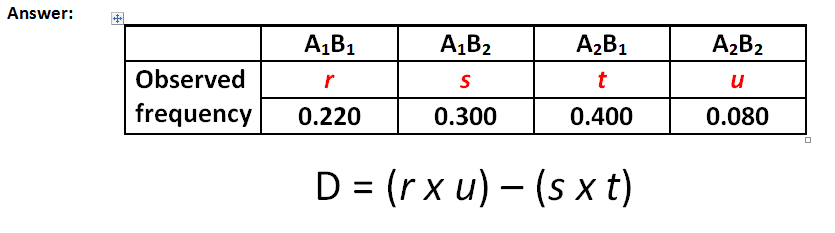 Answer:
A₁B₁ A₁B₂ A₂B₁ A₂B₂
Observed frequency r s t u
0.220 0.300 0.400 0.080
D = (r x u) – (s x t)